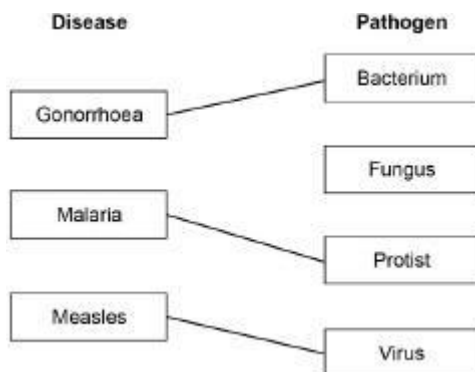 Disease
Pathogen
Bacterium
Gonorrhoea
Fungus
Malaria
Protist
Measles
Virus